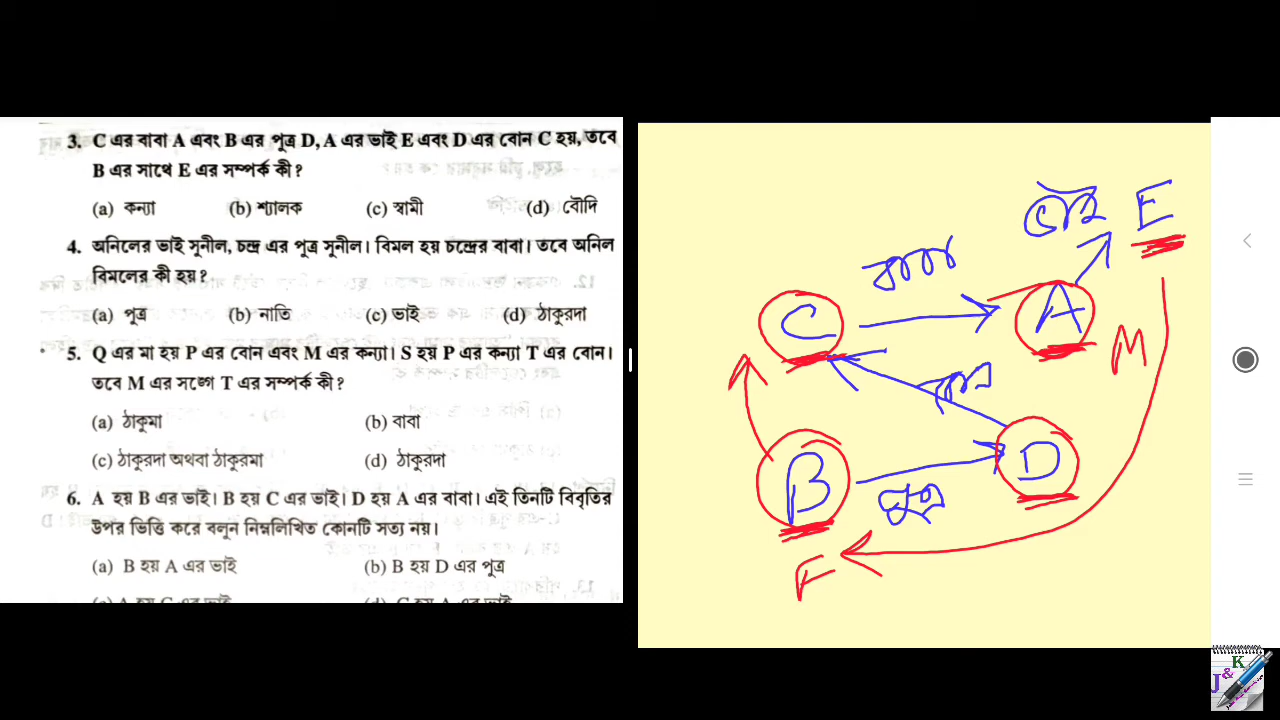 3. C এর বাবা A এবং B এর পুত্র D, A এর ভাই E এবং D এর বোন C হয়, তবে
B এর সাথে E এর সম্পর্ক কী ?
(a) কন্যা (b) শ্যালক (c) স্বামী (d) বৌদি
4. অনিলের ভাই সুনীল, চন্দ্র এর পুত্র সুনীল। বিমল হয় চন্দ্রের বাবা। তবে অনিল
বিমলের কী হয় ?
(a) পুত্র (b) নাতি (c) ভাই (d) ঠাকুরদা
5. Q এর মা হয় P এর বোন এবং M এর কন্যা। S হয় P এর কন্যা T এর বোন।
তবে M এর সঙ্গে T এর সম্পর্ক কী ?
(a) ঠাকুমা (b) বাবা
(c) ঠাকুরদা অথবা ঠাকুরমা (d) ঠাকুরদা
6. A হয় B এর ভাই। B হয় C এর ভাই। D হয় A এর বাবা। এই তিনটি বিবৃতির
উপর ভিত্তি করে বলুন নিম্নলিখিত কোনটি সত্য নয়।
(a) B হয় A এর ভাই (b) B হয় D এর পুত্র
ভাই E
বাবা
C A
M
বোন
B D
পুত্র
F
J & K